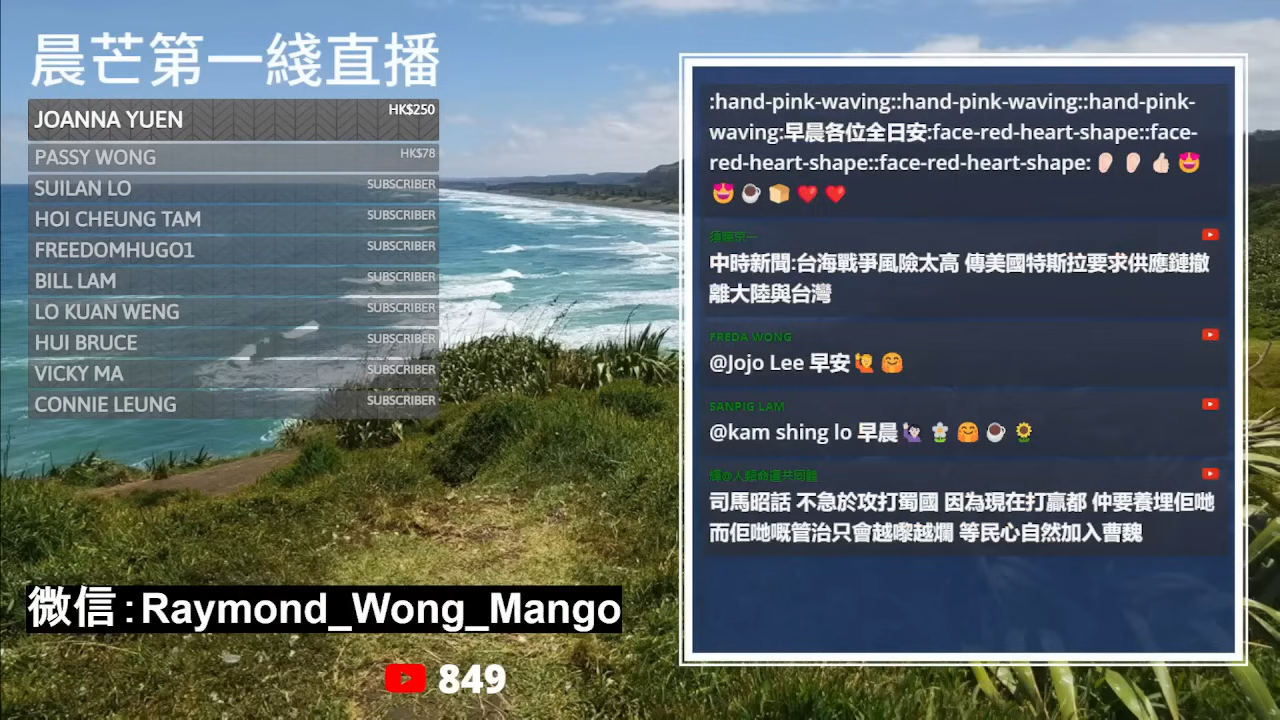 晨芒第一綫直播
JOANNA YUEN HK$250
PASSY WONG HK$78
SUILAN LO SUBSCRIBER
HOI CHEUNG TAM SUBSCRIBER
FREEDOMHUGO1 SUBSCRIBER
BILL LAM SUBSCRIBER
LO KUAN WENG SUBSCRIBER
HUI BRUCE SUBSCRIBER
VICKY MA SUBSCRIBER
CONNIE LEUNG SUBSCRIBER
微信:Raymond_Wong_Mango
849
:hand-pink-waving::hand-pink-waving::hand-pink-
waving:早晨各位全日安:face-red-heart-shape::face-
red-heart-shape::face-red-heart-shape:👂🏻👂🏻👍🏻😍
😍☕🍞❤️❤️
中時新聞:台海戰爭風險太高 傳美國特斯拉要求供應鏈撤
離大陸與台灣
FREDA WONG
@Jojo Lee 早安🙋🤗
SANPIG LAM
@kam shing lo 早晨🙋🏻‍♀️🌼🤗☕🌻
司馬昭話 不急於攻打蜀國 因為現在打贏都 仲要養埋佢哋
而佢哋嘅管治只會越嚟越爛 等民心自然加入曹魏